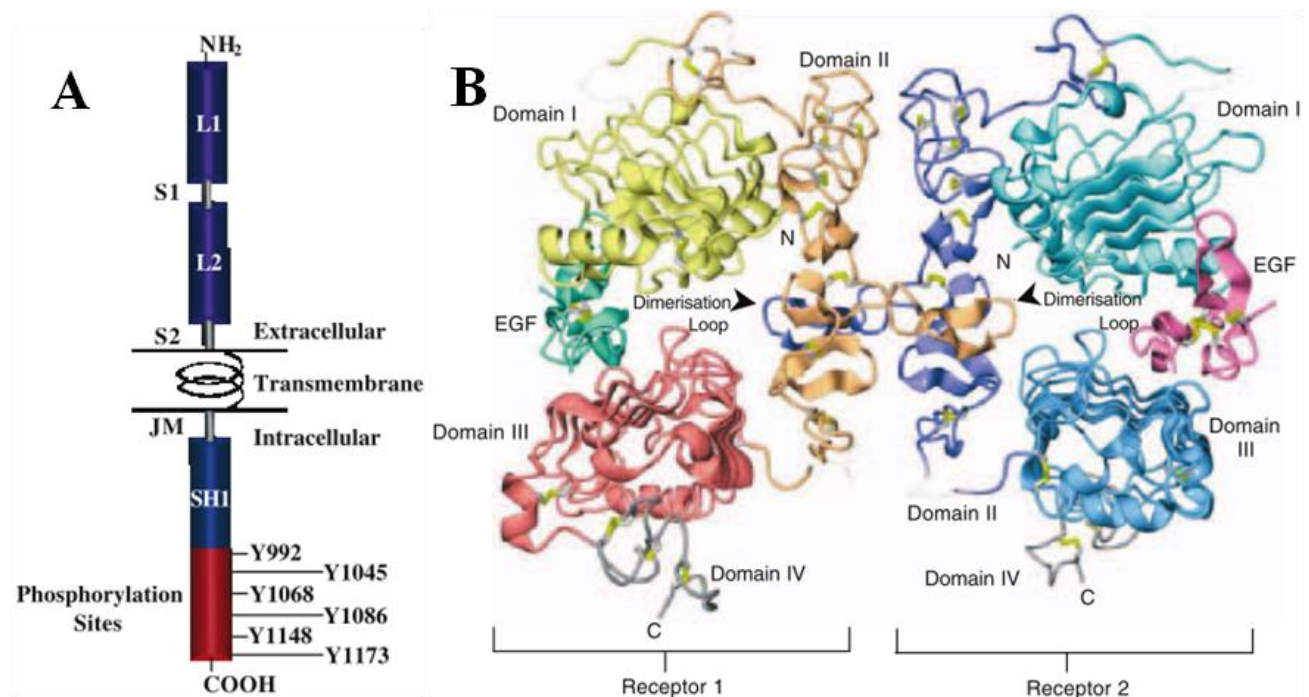 A
NH₂
L1
S1
L2
S2
Extracellular
Transmembrane
JM
Intracellular
SH1
Y992
Y1045
Phosphorylation
Sites
Y1068
Y1086
Y1148
Y1173
COOH
B
Domain II
Domain I
Domain I
N
N
EGF
EGF
Dimerisation
Loop
Dimerisation
Loop
Domain III
Domain
III
Domain II
Domain IV
Domain IV
C
C
Receptor 1
Receptor 2